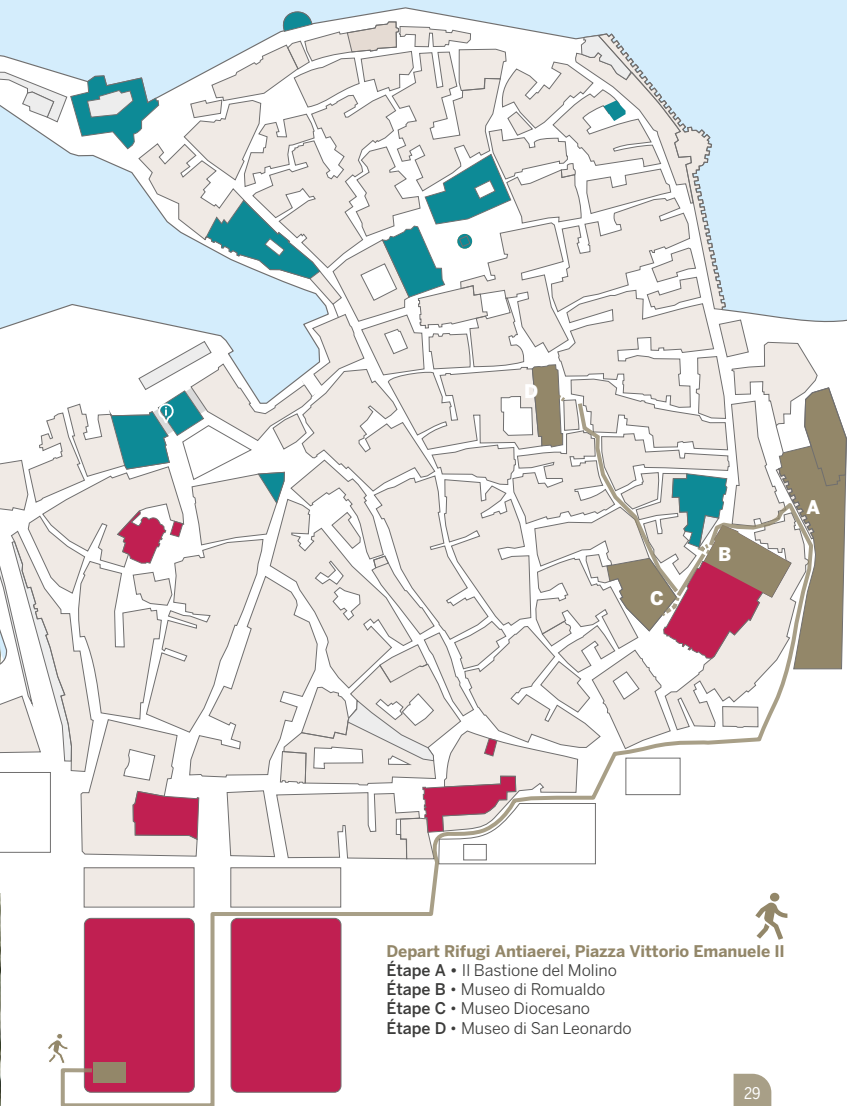 D
i
A
B
C
Depart Rifugi Antiaerei, Piazza Vittorio Emanuele II
Étape A • Il Bastione del Molino
Étape B • Museo di Romualdo
Étape C • Museo Diocesano
Étape D • Museo di San Leonardo
29